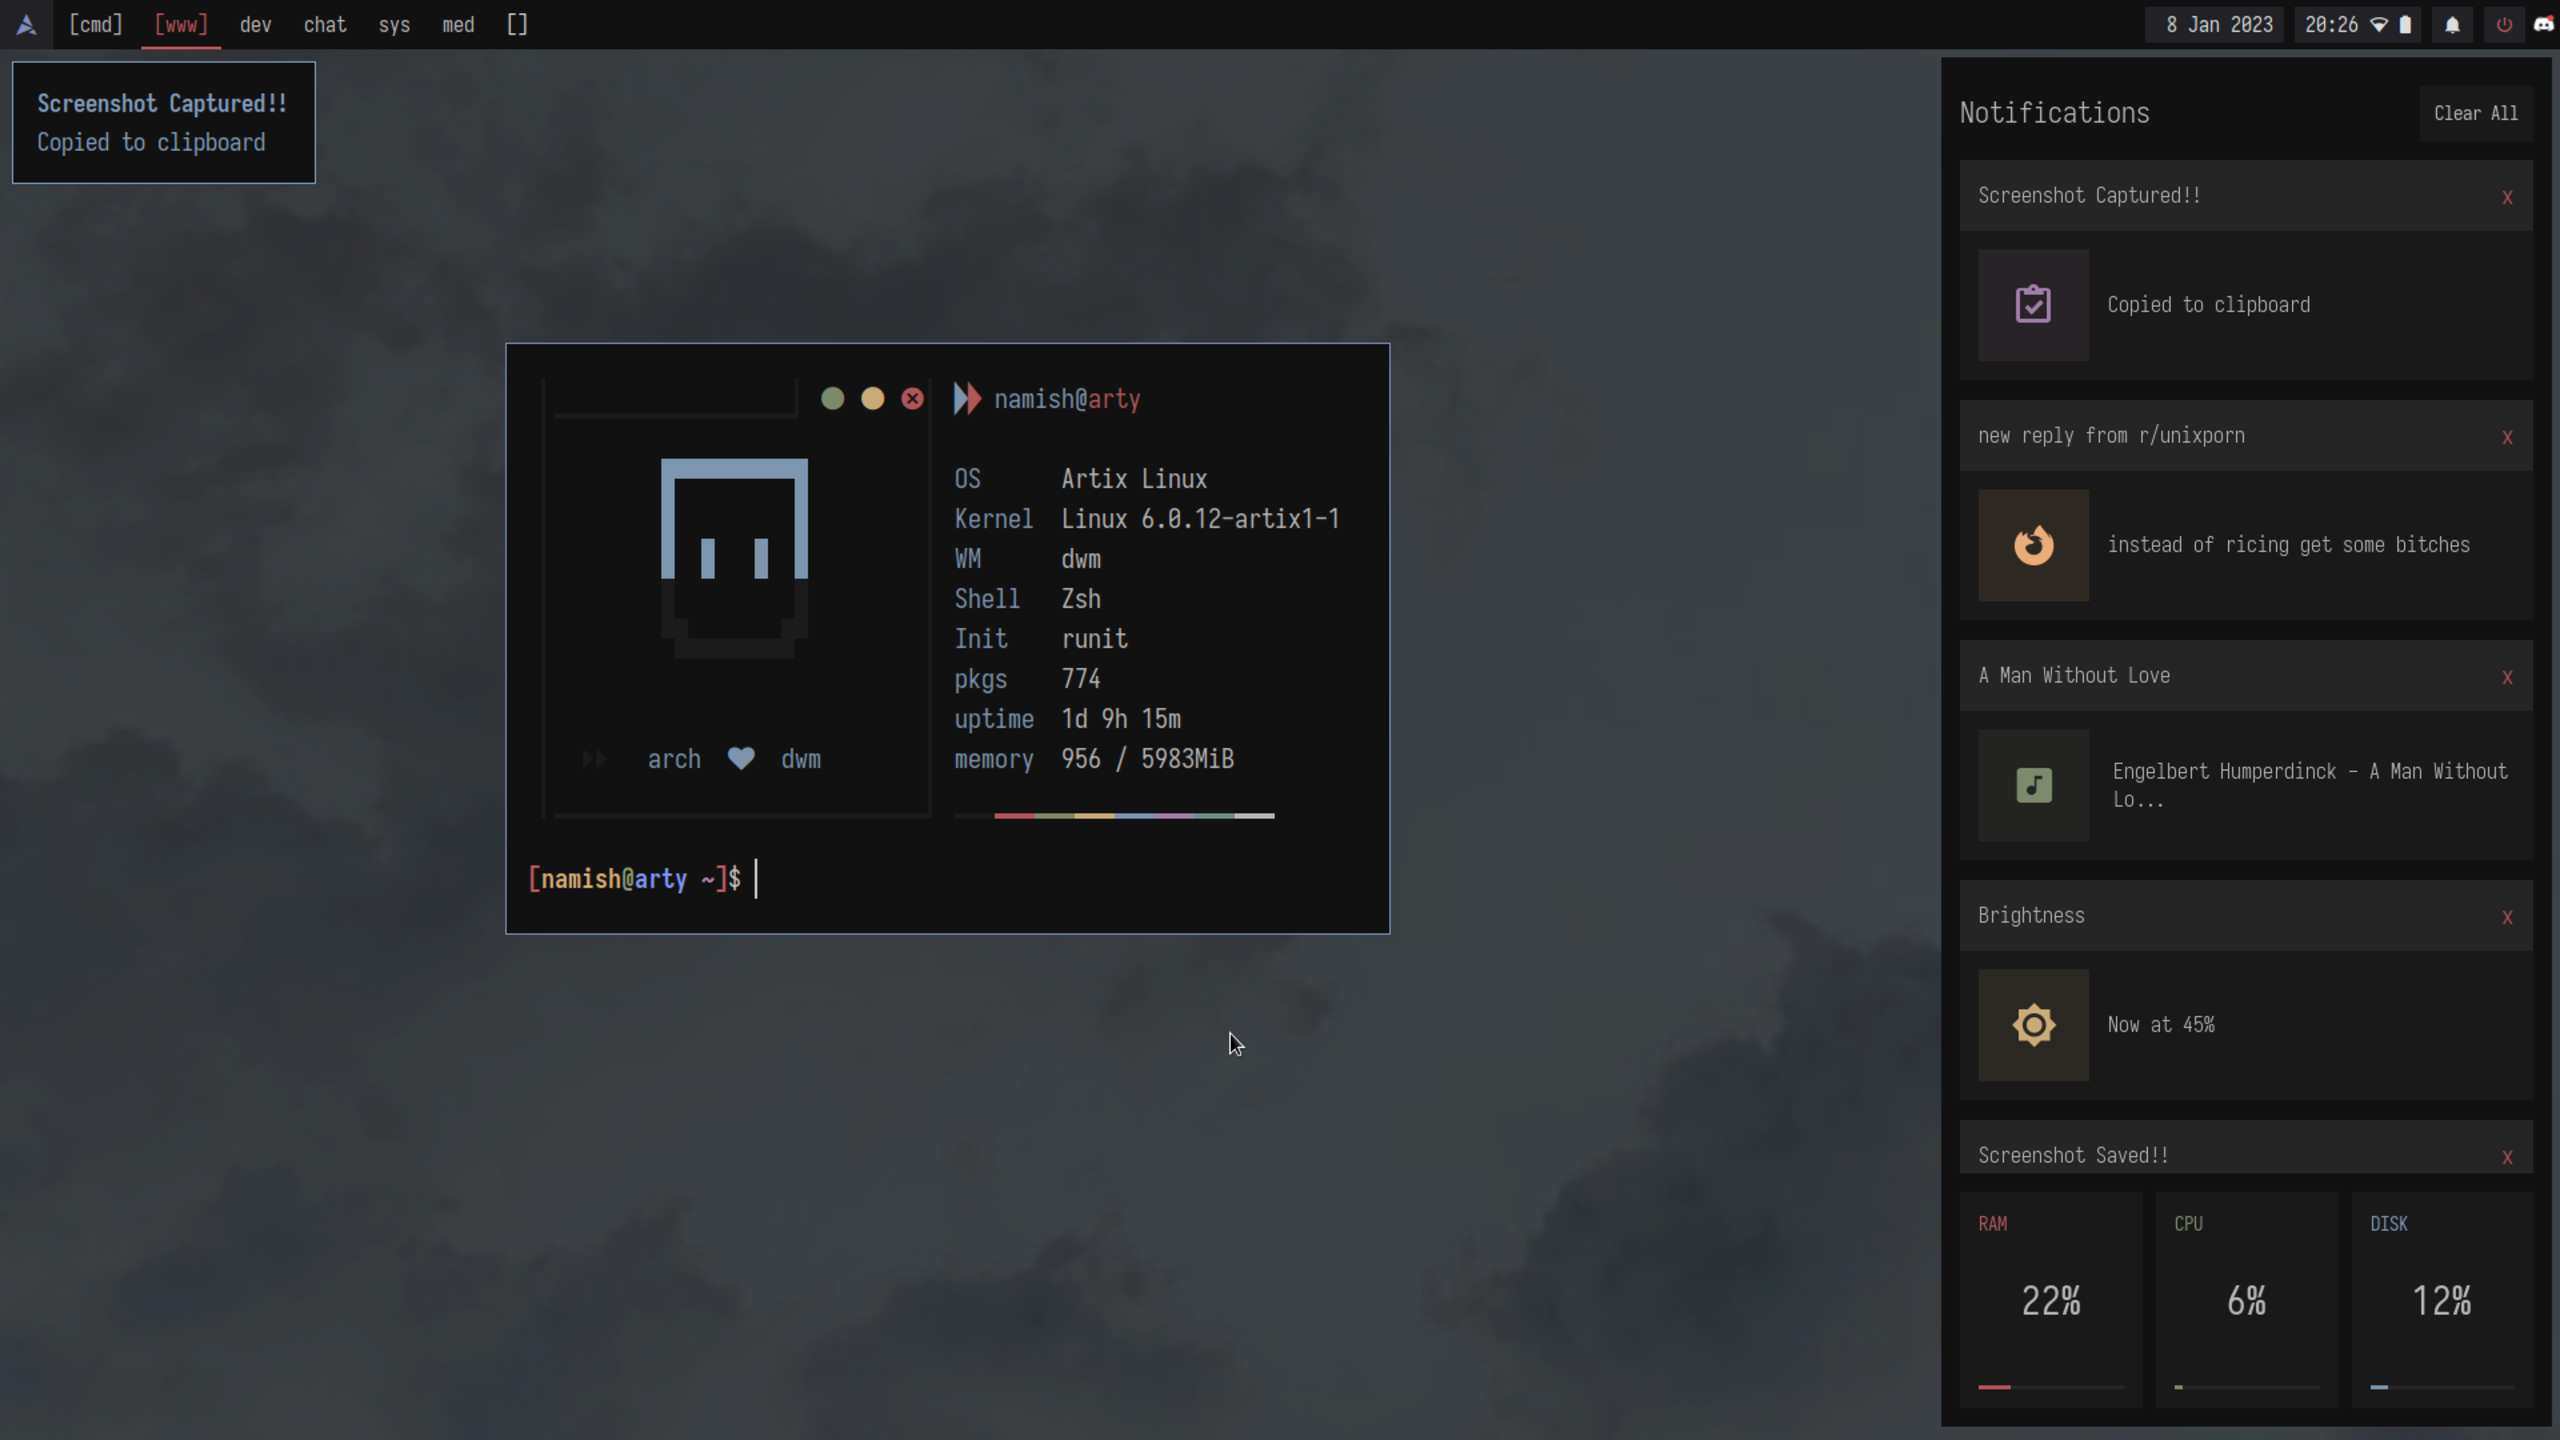 [cmd] [www] dev chat sys med []
8 Jan 2023 20:26
Screenshot Captured!!
Copied to clipboard
namish@arty
OS Artix Linux
Kernel Linux 6.0.12-artix1-1
WM dwm
Shell Zsh
Init runit
pkgs 774
uptime 1d 9h 15m
memory 956 / 5983MiB
arch dwm
[namish@arty ~]$
Notifications
Clear All
Screenshot Captured!! x
Copied to clipboard
new reply from r/unixporn x
instead of ricing get some bitches
A Man Without Love x
Engelbert Humperdinck - A Man Without
Lo...
Brightness x
Now at 45%
Screenshot Saved!! x
RAM CPU DISK
22% 6% 12%